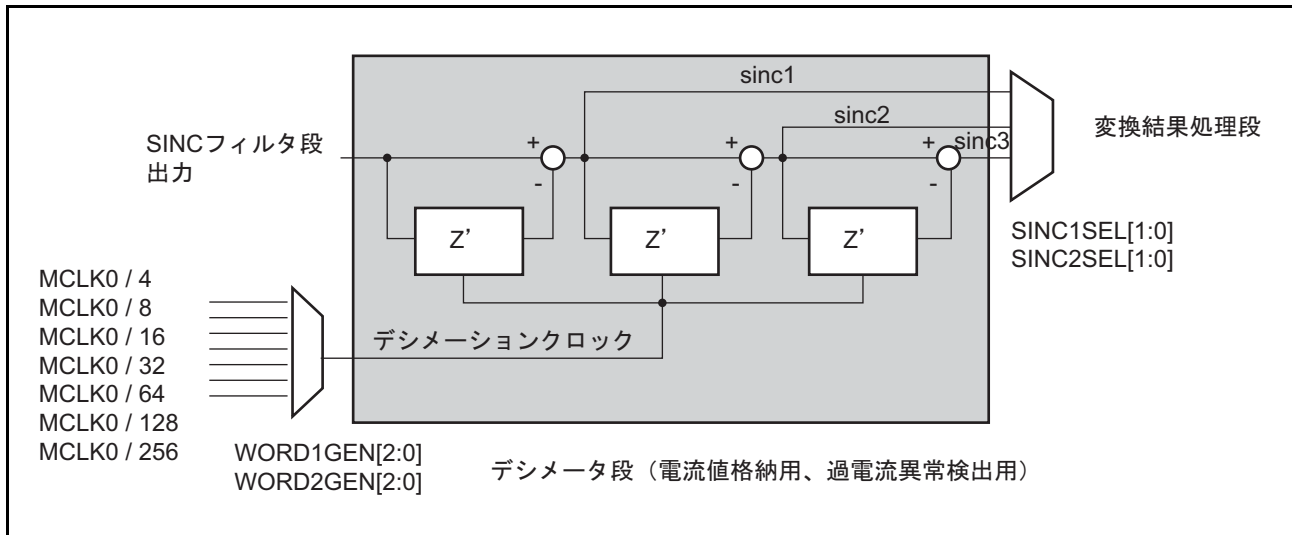 sinc1
sinc2
sinc3
SINCフィルタ段
出力
+
-
+
-
+
-
変換結果処理段
Z’
Z’
Z’
SINC1SEL[1:0]
SINC2SEL[1:0]
MCLK0 / 4
MCLK0 / 8
MCLK0 / 16
MCLK0 / 32
MCLK0 / 64
MCLK0 / 128
MCLK0 / 256
デシメーションクロック
WORD1GEN[2:0]
WORD2GEN[2:0]
デシメータ段（電流値格納用、過電流異常検出用）